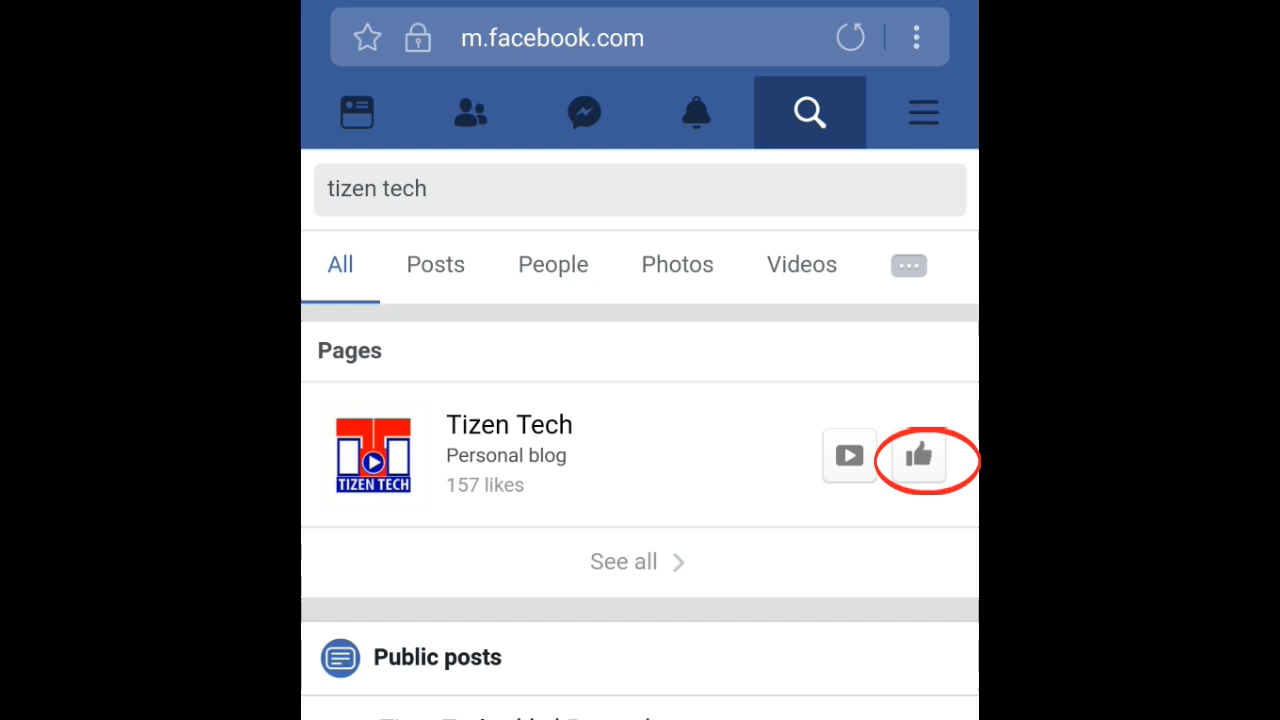 m.facebook.com
tizen tech
All Posts People Photos Videos
Pages
Tizen Tech
Personal blog
157 likes
TIZEN TECH
See all
Public posts